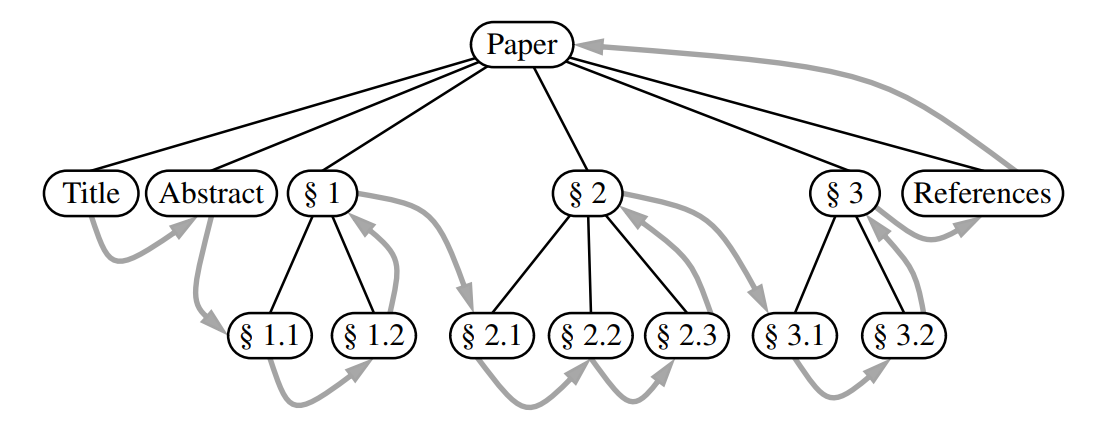 Paper
Title Abstract § 1 § 2 § 3 References
§ 1.1 § 1.2 § 2.1 § 2.2 § 2.3 § 3.1 § 3.2